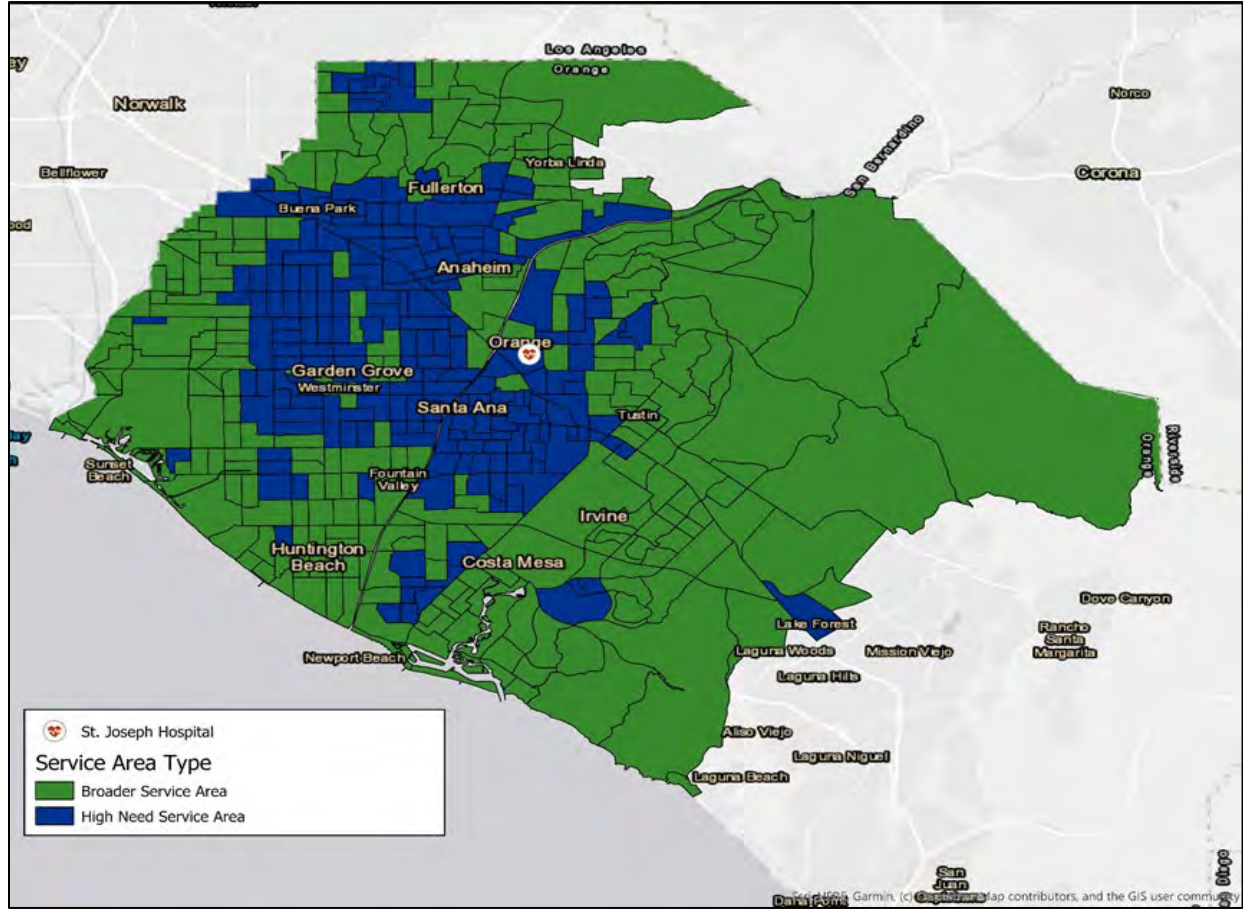 Los Angeles
Orange
Norwalk
Norco
Bellflower
San Bernardino
Yorba Linda
Corona
Fullerton
Buena Park
Anaheim
Orange
Garden Grove
Westminster
Santa Ana
Tustin
Riverside
Orange
Sunset
Beach
Fountain
Valley
Irvine
Huntington
Beach
Costa Mesa
Dove Canyon
Lake Forest
Rancho
Santa
Margarita
Newport Beach
Laguna Woods
Mission Viejo
Laguna Hills
Aliso Viejo
Laguna Niguel
Laguna Beach
St. Joseph Hospital
Service Area Type
Broader Service Area
High Need Service Area
San
Juan
Diego
Garmin, (c) Map contributors, and the GIS user community